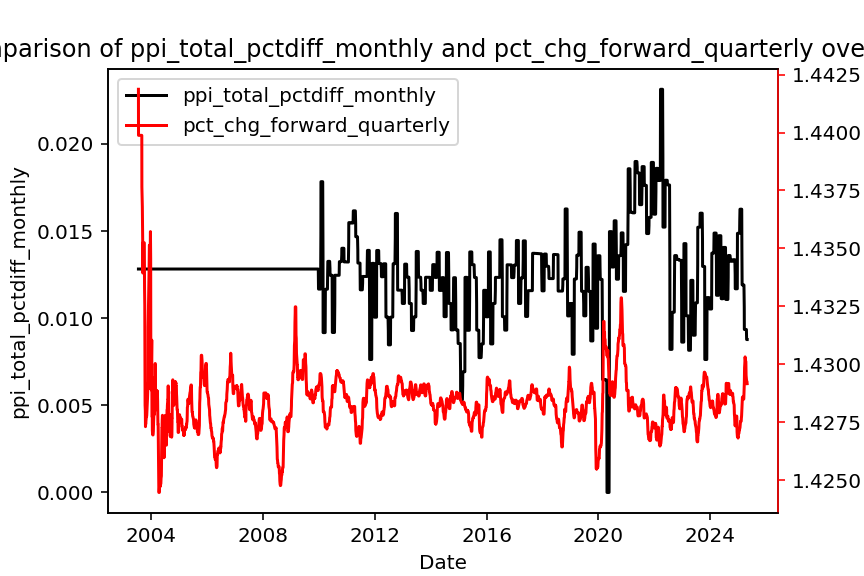 parison of ppi_total_pctdiff_monthly and pct_chg_forward_quarterly ove
ppi_total_pctdiff_monthly
pct_chg_forward_quarterly
0.020
0.015
0.010
0.005
0.000
ppi_total_pctdiff_monthly
1.4425
1.4400
1.4375
1.4350
1.4325
1.4300
1.4275
1.4250
2004 2008 2012 2016 2020 2024
Date